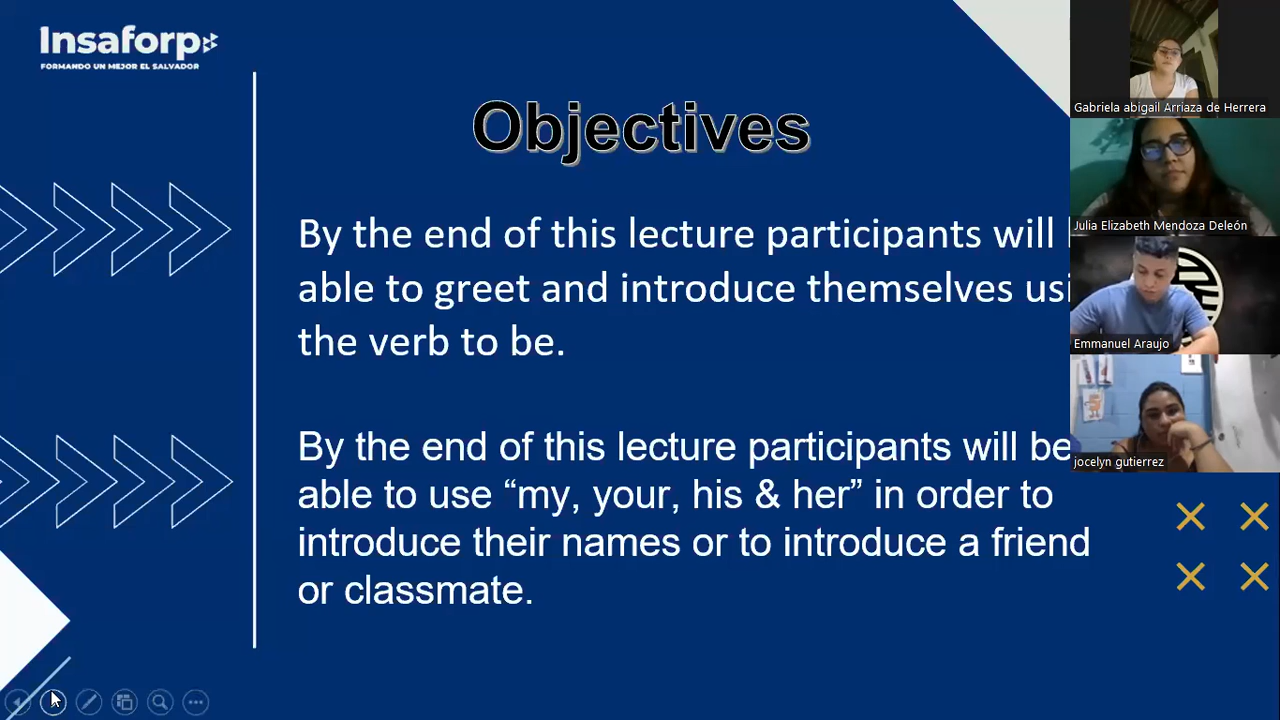 Insaforp
FORMANDO UN MEJOR EL SALVADOR
Objectives
By the end of this lecture participants will
able to greet and introduce themselves usi
the verb to be.
By the end of this lecture participants will be
able to use “my, your, his & her” in order to
introduce their names or to introduce a friend
or classmate.
Gabriela abigail Arriaza de Herrera
Julia Elizabeth Mendoza Deleón
Emmanuel Araujo
jocelyn gutierrez